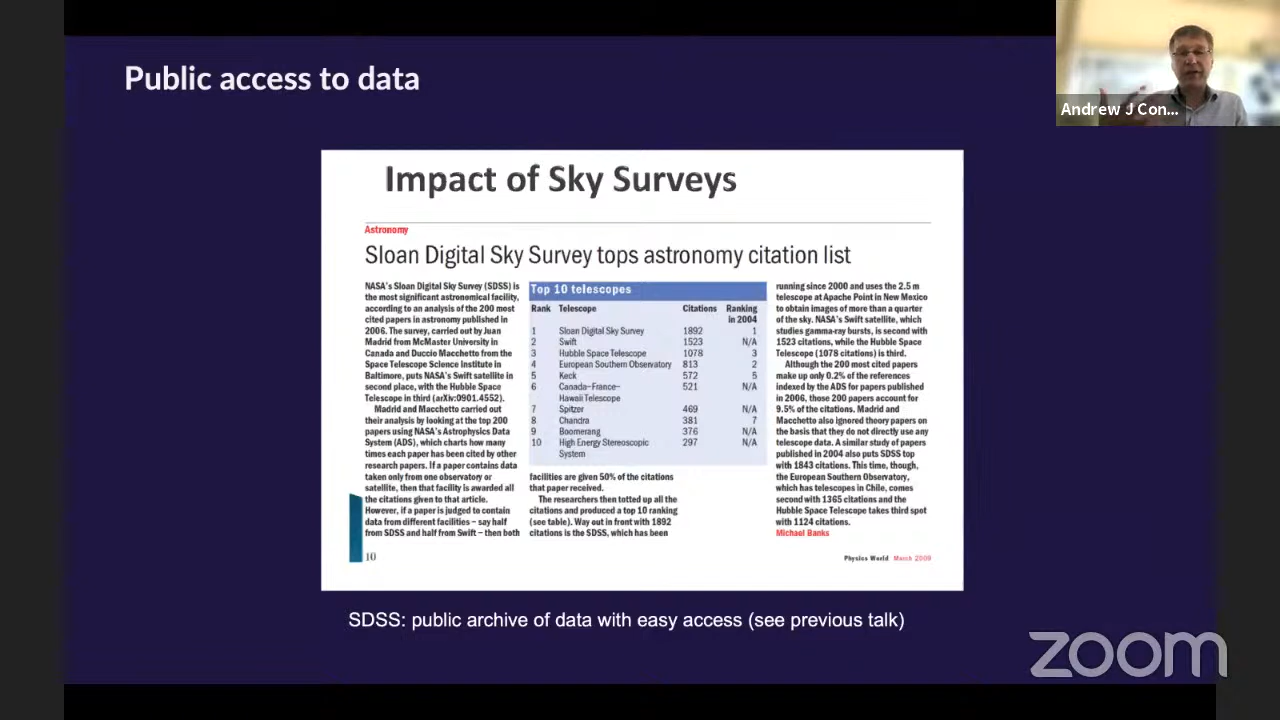 Public access to data
Andrew J Con...
Impact of Sky Surveys
Astronomy
Sloan Digital Sky Survey tops astronomy citation list
NASA's Sloan Digital Sky Survey (SDSS) is
the most significant astronomical facility,
according to an analysis of the 200 most
cited papers in astronomy published in
2006. The survey, carried out by Juan
Madrid from McMaster University in
Canada and Duccio Macchetto from the
Space Telescope Science Institute in
Baltimore, puts NASA's Swift satellite in
second place, with the Hubble Space
Telescope in third (arXiv:0901.4552).
Madrid and Macchetto carried out
their analysis by looking at the top 200
papers using NASA's Astrophysics Data
System (ADS), which charts how many
times each paper has been cited by other
research papers. If a paper contains data
taken only from one observatory or
satellite, then that facility is awarded all
the citations given to that article.
However, if a paper is judged to contain
data from different facilities – say half
from SDSS and half from Swift – then both
Top 10 telescopes
Rank Telescope Citations Ranking
in 2004
1 Sloan Digital Sky Survey 1892 1
2 Swift 1523 N/A
3 Hubble Space Telescope 1078 3
4 European Southern Observatory 813 2
5 Keck 572 5
6 Canada–France– 521 N/A
Hawaii Telescope
7 Spitzer 469 N/A
8 Chandra 381 7
9 Boomerang 376 N/A
10 High Energy Stereoscopic 297 N/A
System
facilities are given 50% of the citations
that paper received.
The researchers then totted up all the
citations and produced a top 10 ranking
(see table). Way out in front with 1892
citations is the SDSS, which has been
running since 2000 and uses the 2.5 m
telescope at Apache Point in New Mexico
to obtain images of more than a quarter
of the sky. NASA's Swift satellite, which
studies gamma-ray bursts, is second with
1523 citations, while the Hubble Space
Telescope (1078 citations) is third.
Although the 200 most cited papers
make up only 0.2% of the references
indexed by the ADS for papers published
in 2006, those 200 papers account for
9.5% of the citations. Madrid and
Macchetto also ignored theory papers on
the basis that they do not directly use any
telescope data. A similar study of papers
published in 2004 also puts SDSS top
with 1843 citations. This time, though,
the European Southern Observatory,
which has telescopes in Chile, comes
second with 1365 citations and the
Hubble Space Telescope takes third spot
with 1124 citations.
Michael Banks
10
Physics World March 2009
SDSS: public archive of data with easy access (see previous talk)
zoom